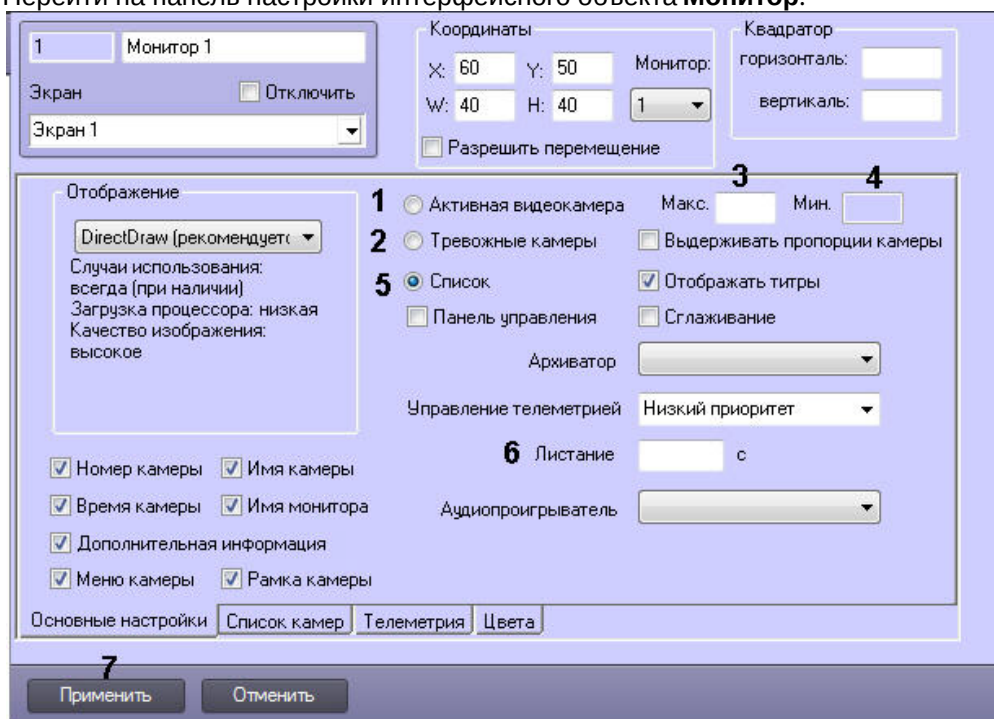 Перейти на панель настройки интерфейсного объекта Монитор.
1 Монитор 1
Экран Отключить
Экран 1
Координаты
X: 60 Y: 50 Монитор:
W: 40 H: 40 1
Разрешить перемещение
Квадратор
горизонталь:
вертикаль:
Отображение
DirectDraw (рекомендуетс
Случаи использования:
всегда (при наличии)
Загрузка процессора: низкая
Качество изображения:
высокое
Номер камеры Имя камеры
Время камеры Имя монитора
Дополнительная информация
Меню камеры Рамка камеры
3 4
1 Активная видеокамера Макс. Мин.
2 Тревожные камеры Выдерживать пропорции камеры
5 Список Отображать титры
Панель управления Сглаживание
Архиватор
Управление телеметрией Низкий приоритет
6 Листание с
Аудиопроигрыватель
Основные настройки Список камер Телеметрия Цвета
7
Применить Отменить